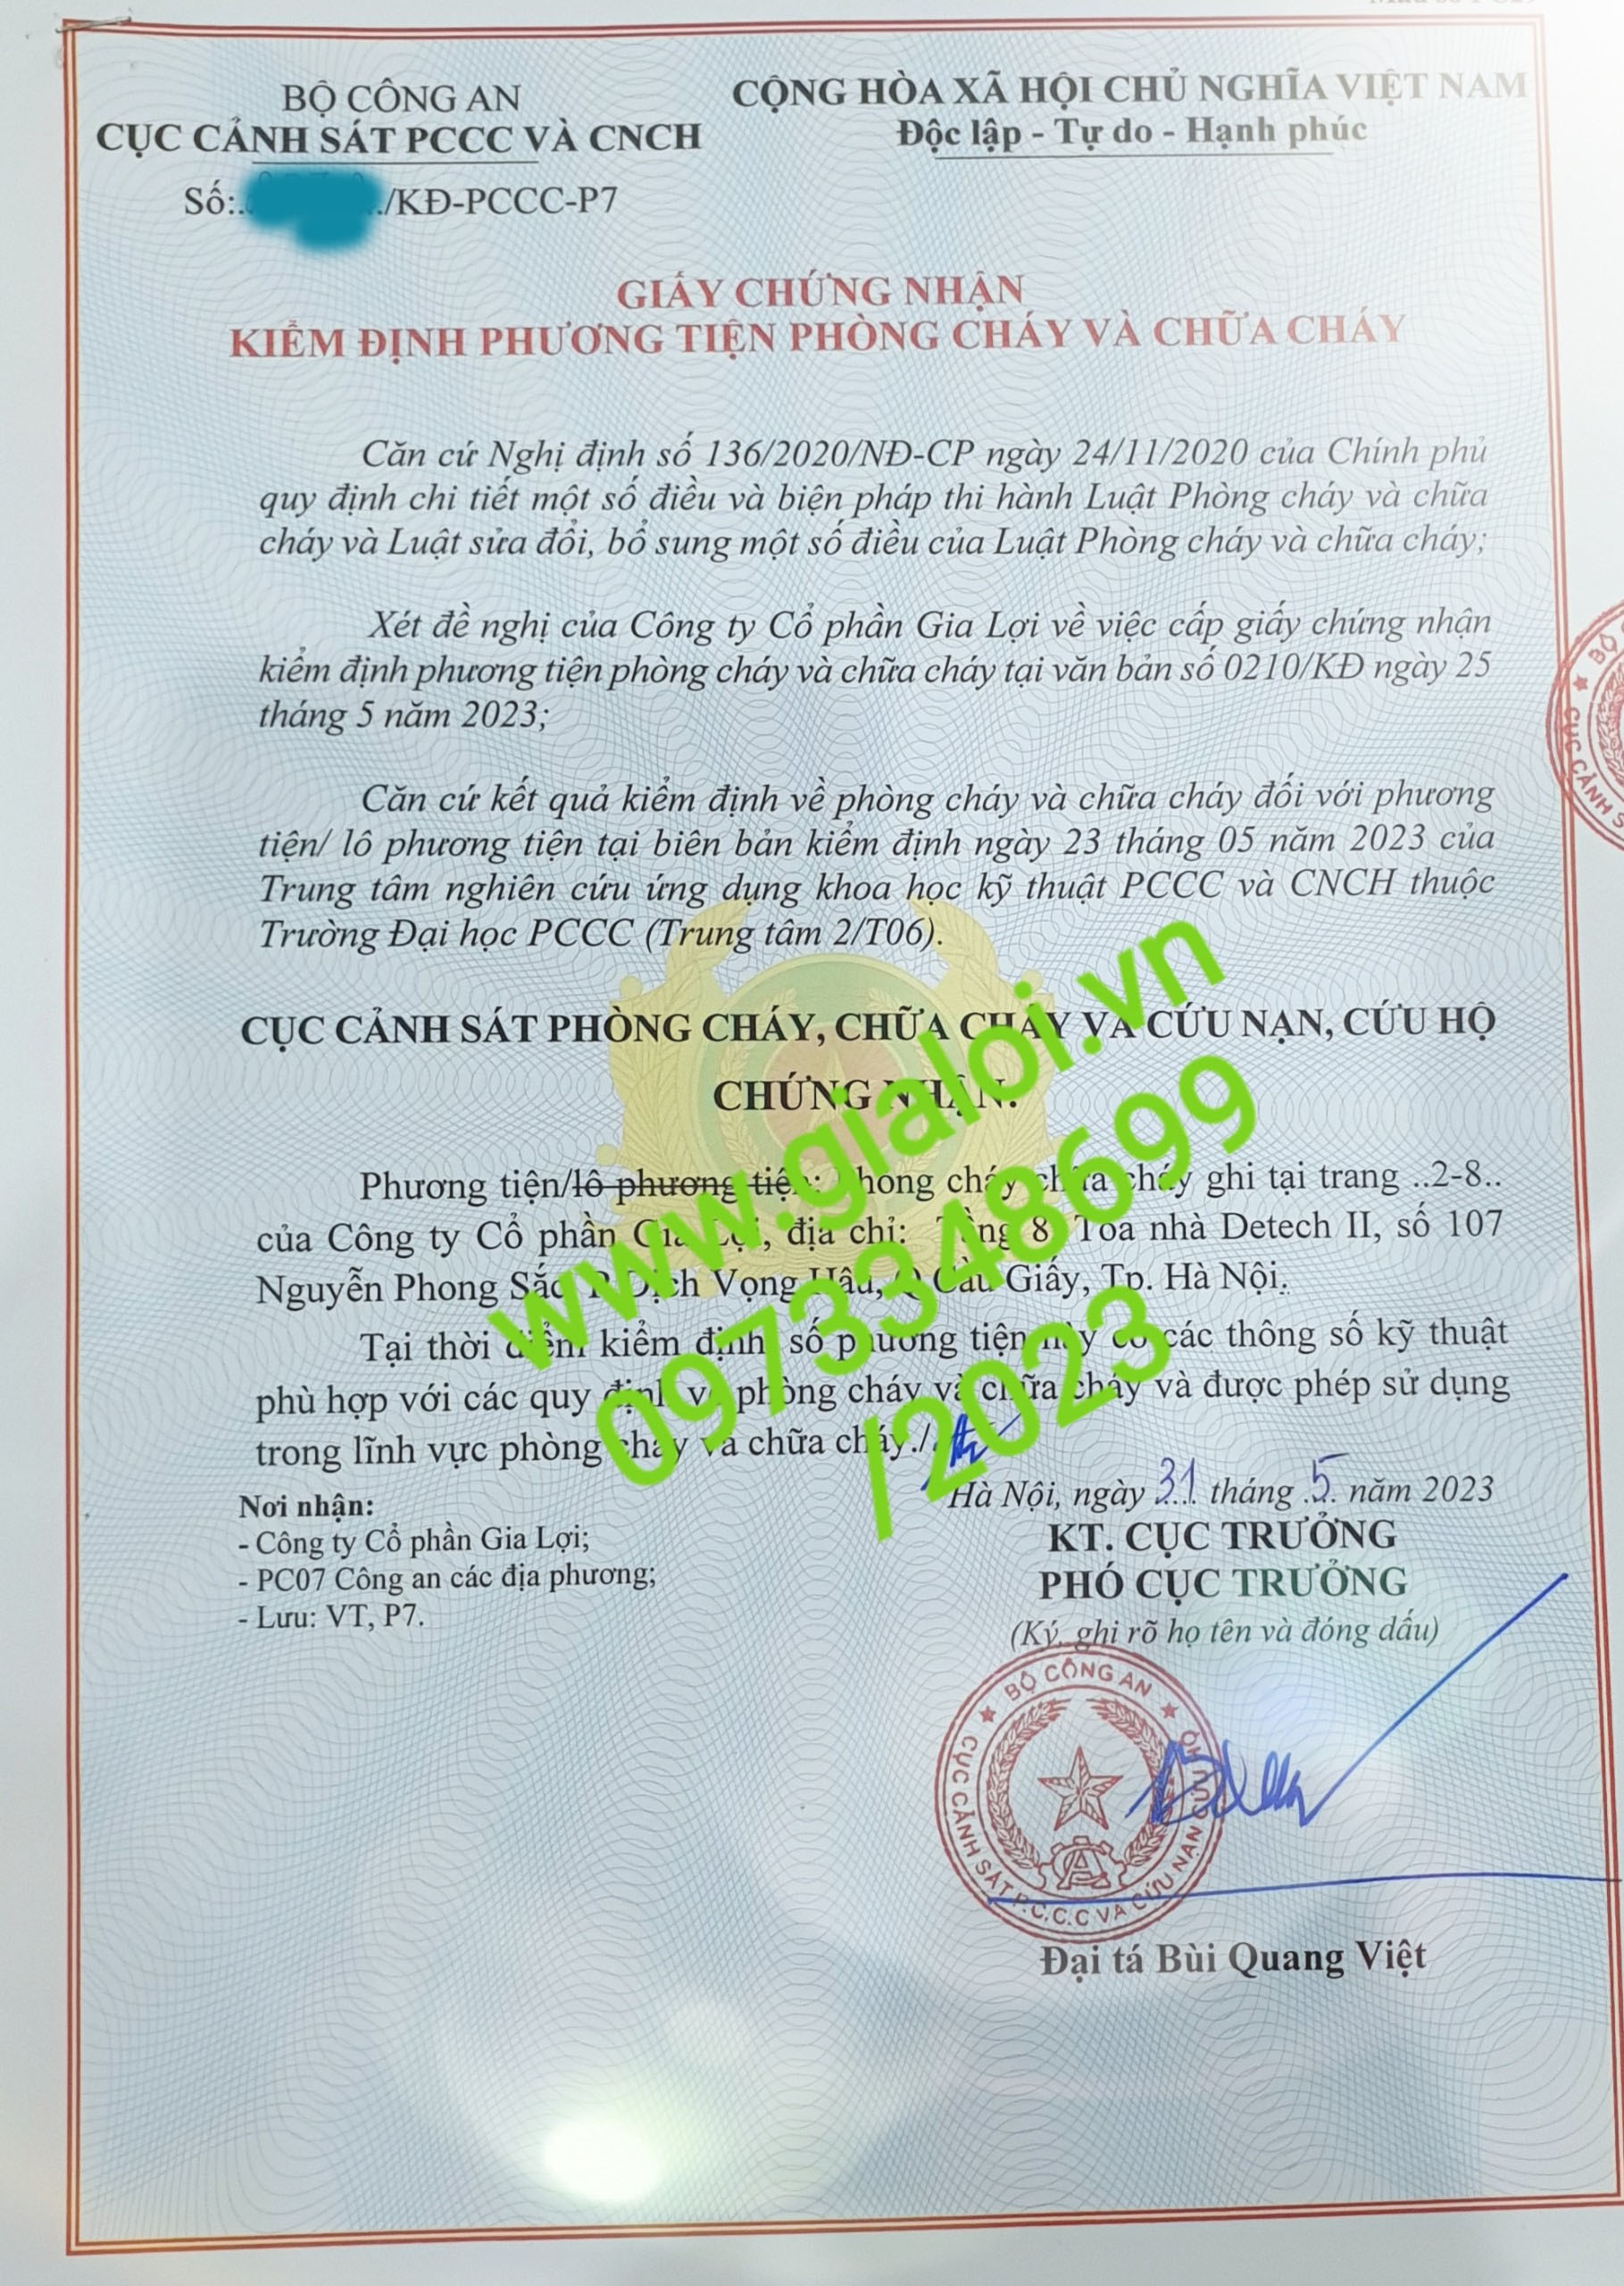 BỘ CÔNG AN
CỤC CẢNH SÁT PCCC VÀ CNCH
Số:../KĐ-PCCC-P7
CỘNG HÒA XÃ HỘI CHỦ NGHĨA VIỆT NAM
Độc lập - Tự do - Hạnh phúc
GIẤY CHỨNG NHẬN
KIỂM ĐỊNH PHƯƠNG TIỆN PHÒNG CHÁY VÀ CHỮA CHÁY
Căn cứ Nghị định số 136/2020/NĐ-CP ngày 24/11/2020 của Chính phủ
quy định chi tiết một số điều và biện pháp thi hành Luật Phòng cháy và chữa
cháy và Luật sửa đổi, bổ sung một số điều của Luật Phòng cháy và chữa cháy;
Xét đề nghị của Công ty Cổ phần Gia Lợi về việc cấp giấy chứng nhận
kiểm định phương tiện phòng cháy và chữa cháy tại văn bản số 0210/KĐ ngày 25
tháng 5 năm 2023;
Căn cứ kết quả kiểm định về phòng cháy và chữa cháy đối với phương
tiện/ lô phương tiện tại biên bản kiểm định ngày 23 tháng 05 năm 2023 của
Trung tâm nghiên cứu ứng dụng khoa học kỹ thuật PCCC và CNCH thuộc
Trường Đại học PCCC (Trung tâm 2/T06).
CỤC CẢNH SÁT PHÒNG CHÁY, CHỮA CHÁY VÀ CỨU NẠN, CỨU HỘ
CHỨNG NHẬN:
Phương tiện/lô phương tiện: Phòng cháy chữa cháy ghi tại trang ..2-8..
của Công ty Cổ phần Gia Lợi, địa chỉ: Tầng 8, Tòa nhà Detech II, số 107
Nguyễn Phong Sắc, P. Dịch Vọng Hậu, Q Cầu Giấy, Tp. Hà Nội.
Tại thời điểm kiểm định, số phương tiện này có các thông số kỹ thuật
phù hợp với các quy định về phòng cháy và chữa cháy và được phép sử dụng
trong lĩnh vực phòng cháy và chữa cháy./.
www.gialoi.vn
0973348699
/2023
Nơi nhận:
- Công ty Cổ phần Gia Lợi;
- PC07 Công an các địa phương;
- Lưu: VT, P7.
Hà Nội, ngày 31 tháng 5 năm 2023
KT. CỤC TRƯỞNG
PHÓ CỤC TRƯỞNG
(Ký, ghi rõ họ tên và đóng dấu)
BỘ CÔNG AN
CỤC CẢNH SÁT P.C.C.C VÀ CỨU NẠN CỨU HỘ
Đại tá Bùi Quang Việt